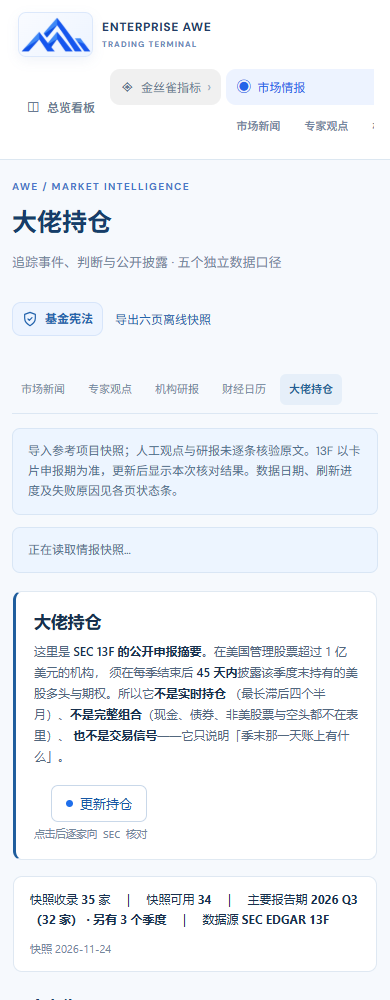 ENTERPRISE AWE
TRADING TERMINAL
总览看板
金丝雀指标 ›
市场情报
市场新闻 专家观点
AWE / MARKET INTELLIGENCE
大佬持仓
追踪事件、判断与公开披露 · 五个独立数据口径
基金宪法 导出六页离线快照
市场新闻 专家观点 机构研报 财经日历 大佬持仓
导入参考项目快照；人工观点与研报未逐条核验原文。13F 以卡
片申报期为准，更新后显示本次核对结果。数据日期、刷新进
度及失败原因见各页状态条。
正在读取情报快照…
大佬持仓
这里是 SEC 13F 的公开申报摘要。在美国管理股票超过 1 亿
美元的机构， 须在每季结束后 45 天内披露该季度末持有的美
股多头与期权。所以它不是实时持仓 （最长滞后四个半
月）、不是完整组合（现金、债券、非美股票与空头都不在表
里）、 也不是交易信号——它只说明「季末那一天账上有什
么」。
更新持仓
点击后逐家向 SEC 核对
快照收录 35 家 | 快照可用 34 | 主要报告期 2026 Q3
（32 家） · 另有 3 个季度 | 数据源 SEC EDGAR 13F
快照 2026-11-24